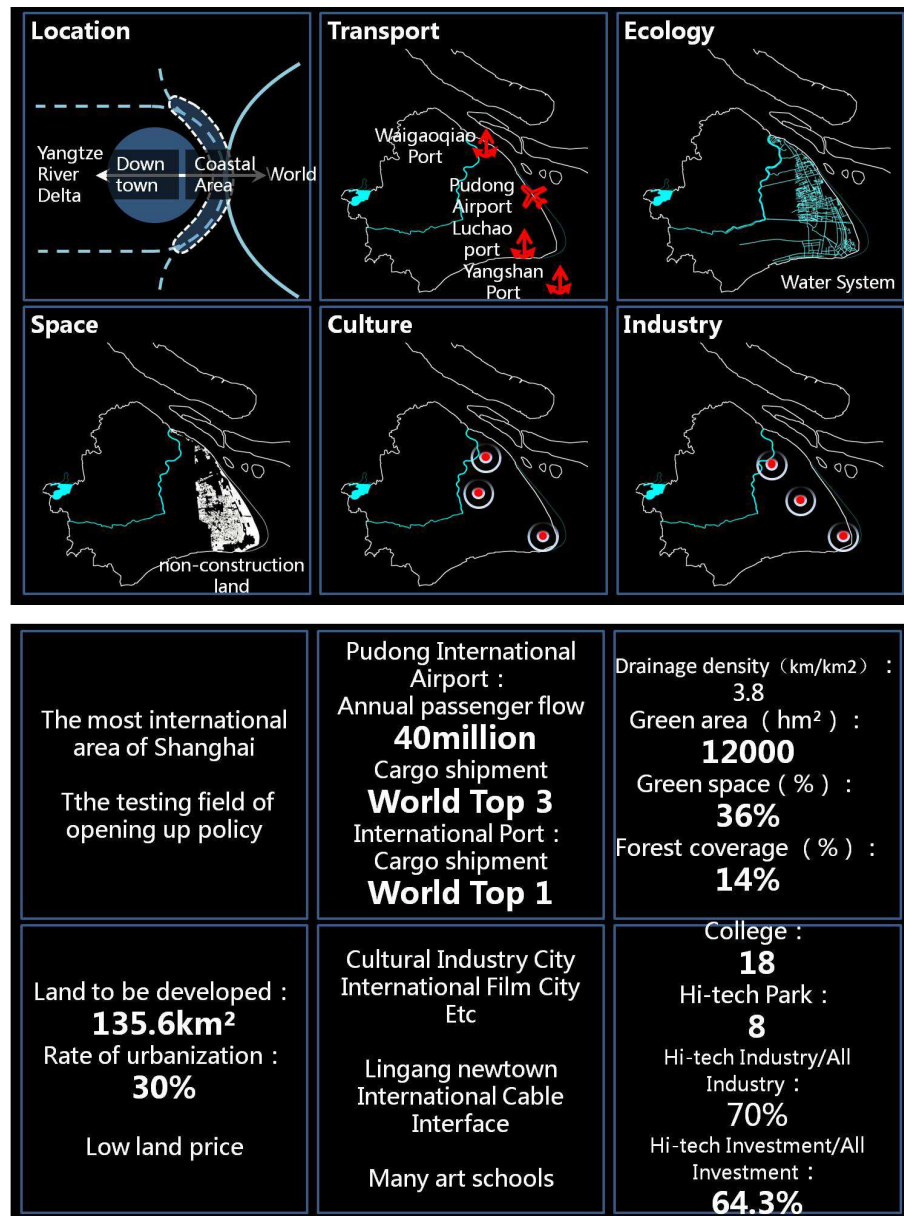 Location
Yangtze
River
Delta
Down
town
Coastal
Area
World
Transport
Waigaoqiao
Port
Pudong
Airport
Luchao
port
Yangshan
Port
Ecology
Water System
Space
non-construction
land
Culture
Industry
The most international
area of Shanghai
Tthe testing field of
opening up policy
Pudong International
Airport：
Annual passenger flow
40million
Cargo shipment
World Top 3
International Port：
Cargo shipment
World Top 1
Drainage density（km/km2）：
3.8
Green area（hm²）：
12000
Green space(%)：
36%
Forest coverage （%）：
14%
Land to be developed：
135.6km²
Rate of urbanization：
30%
Low land price
Cultural Industry City
International Film City
Etc
Lingang newtown
International Cable
Interface
Many art schools
College：
18
Hi-tech Park：
8
Hi-tech Industry/All
Industry：
70%
Hi-tech Investment/All
Investment：
64.3%